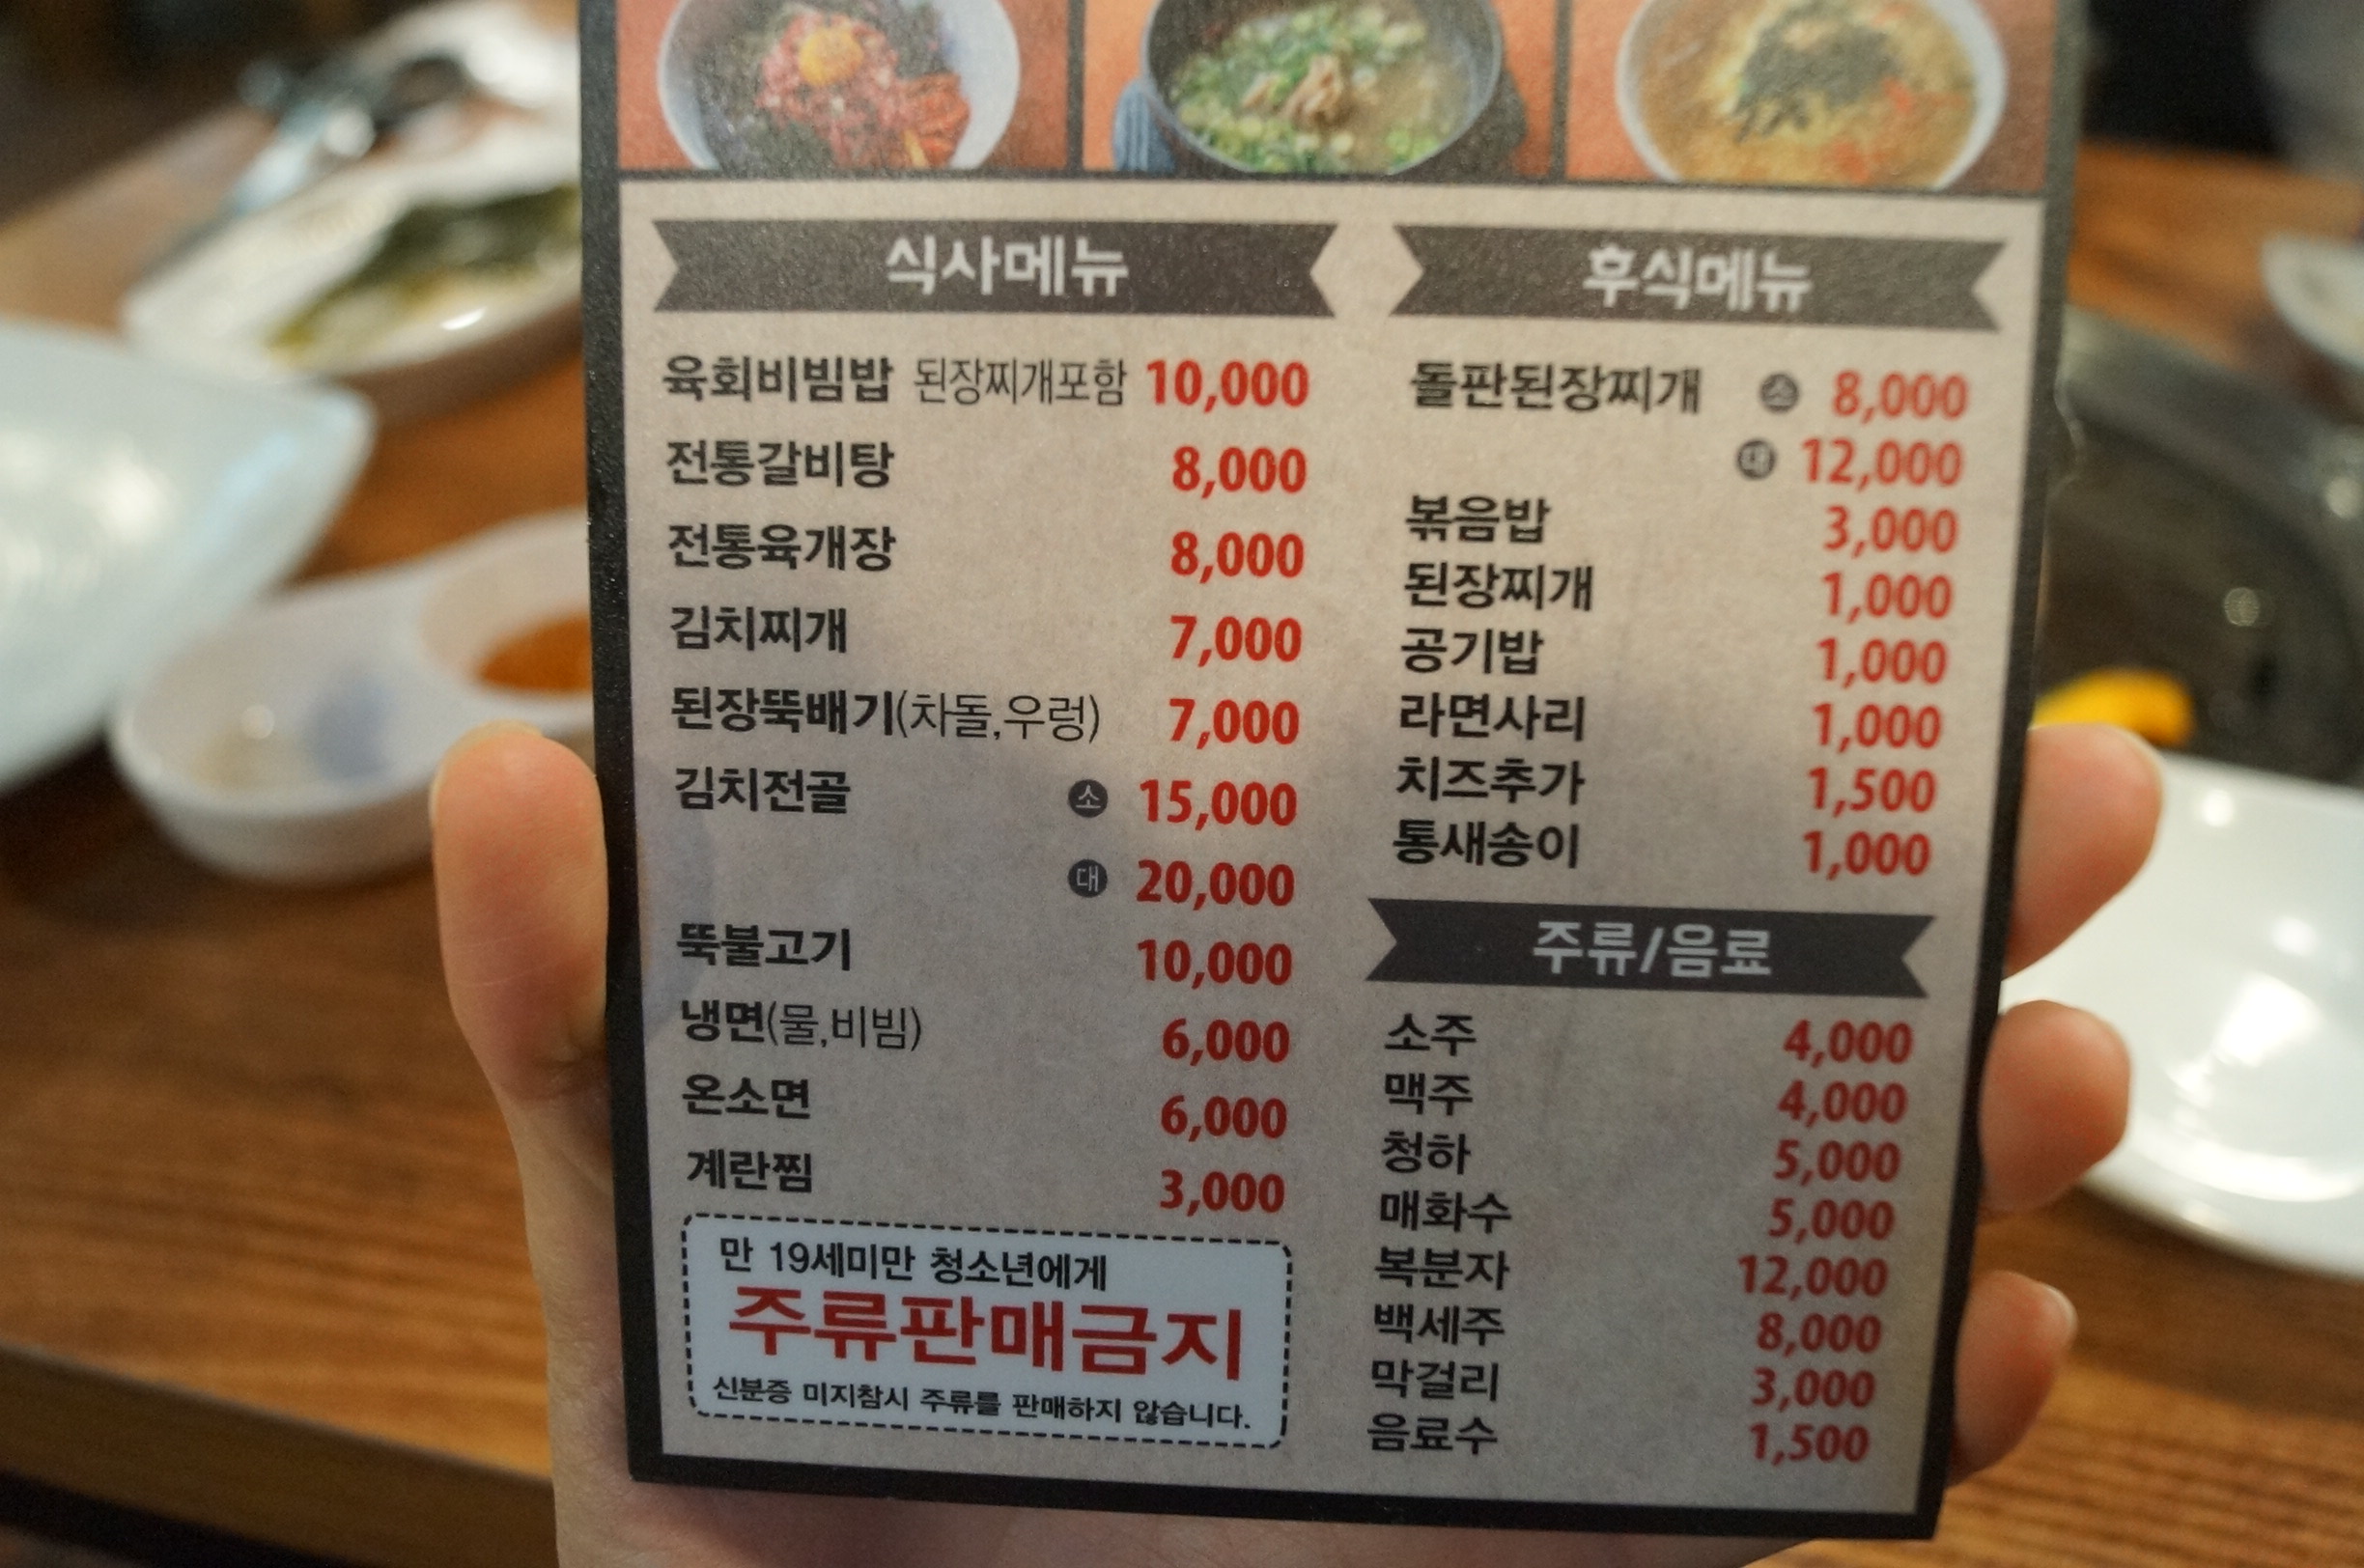 식사메뉴
육회비빔밥 된장찌개포함 10,000
전통갈비탕 8,000
전통육개장 8,000
김치찌개 7,000
된장뚝배기(차돌,우렁) 7,000
김치전골 소 15,000
대 20,000
뚝불고기 10,000
냉면(물,비빔) 6,000
온소면 6,000
계란찜 3,000
만 19세미만 청소년에게
주류판매금지
신분증 미지참시 주류를 판매하지 않습니다.
후식메뉴
돌판된장찌개 소 8,000
대 12,000
볶음밥 3,000
된장찌개 1,000
공기밥 1,000
라면사리 1,000
치즈추가 1,500
통새송이 1,000
주류/음료
소주 4,000
맥주 4,000
청하 5,000
매화수 5,000
복분자 12,000
백세주 8,000
막걸리 3,000
음료수 1,500